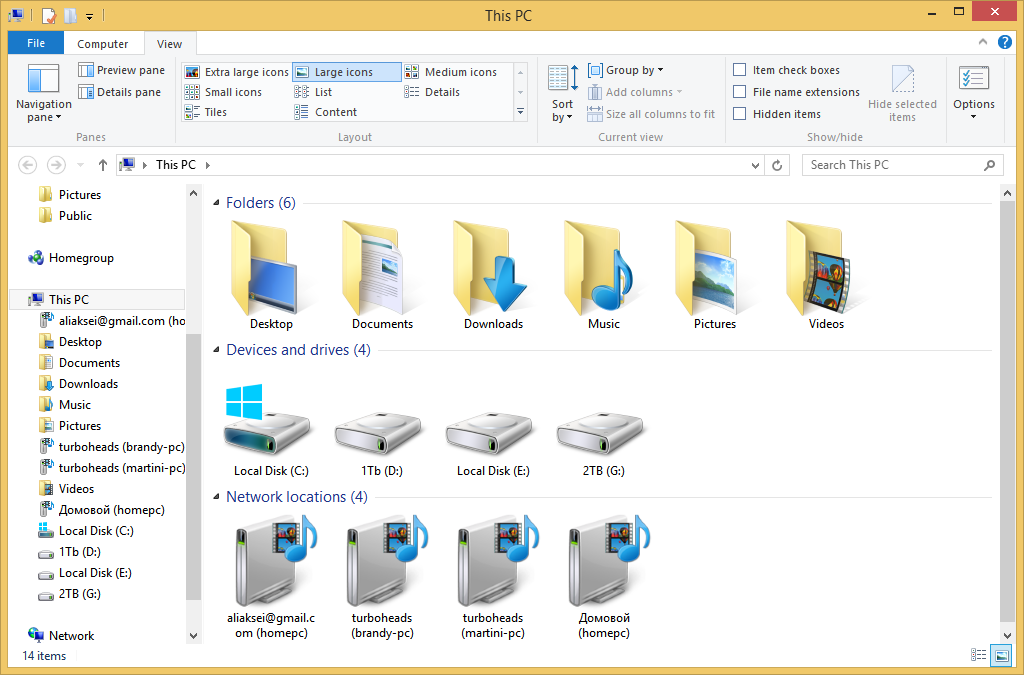 This PC
File
Computer
View
Navigation pane
Preview pane
Details pane
Panes
Extra large icons
Large icons
Medium icons
Small icons
List
Details
Tiles
Content
Layout
Sort by
Group by
Add columns
Size all columns to fit
Current view
Item check boxes
File name extensions
Hidden items
Hide selected items
Show/hide
Options
This PC
Search This PC
Pictures
Public
Homegroup
This PC
aliaksei@gmail.com (ho
Desktop
Documents
Downloads
Music
Pictures
turboheads (brandy-pc)
turboheads (martini-pc)
Videos
Домовой (homepc)
Local Disk (C:)
1Tb (D:)
Local Disk (E:)
2TB (G:)
Network
Folders (6)
Desktop
Documents
Downloads
Music
Pictures
Videos
Devices and drives (4)
Local Disk (C:)
1Tb (D:)
Local Disk (E:)
2TB (G:)
Network locations (4)
aliaksei@gmail.c
om (homepc)
turboheads
(brandy-pc)
turboheads
(martini-pc)
Домовой
(homepc)
14 items